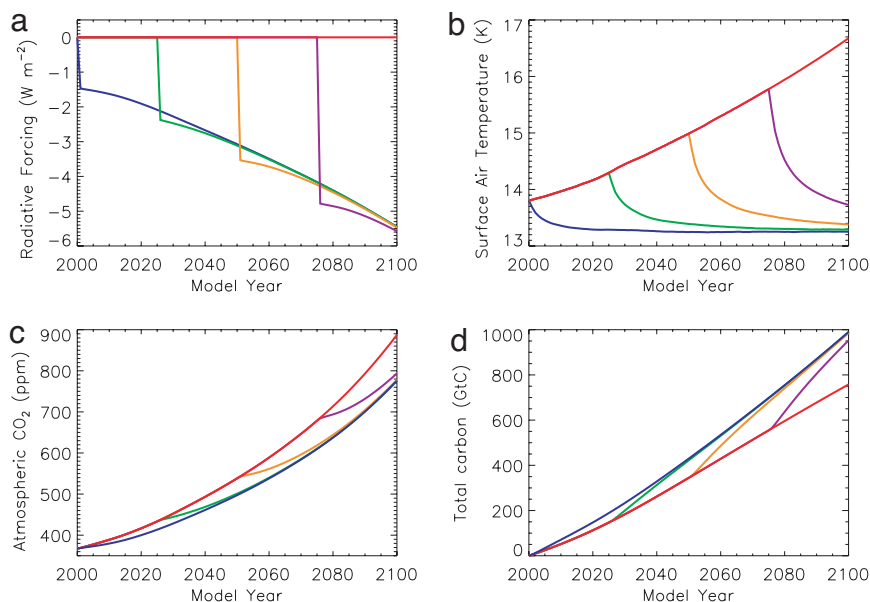 a
Radiative Forcing (W m⁻²)
0
−1
−2
−3
−4
−5
−6
2000 2020 2040 2060 2080 2100
Model Year
b
Surface Air Temperature (K)
17
16
15
14
13
2000 2020 2040 2060 2080 2100
Model Year
c
Atmospheric CO₂ (ppm)
900
800
700
600
500
400
2000 2020 2040 2060 2080 2100
Model Year
d
Total carbon (GtC)
1000
800
600
400
200
0
2000 2020 2040 2060 2080 2100
Model Year